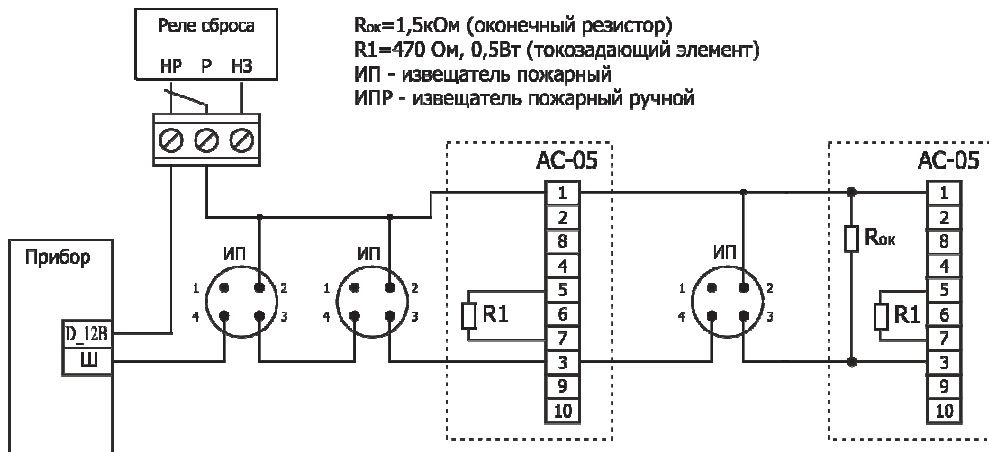 Реле сброса
НР Р НЗ
Rок=1,5кОм (оконечный резистор)
R1=470 Ом, 0,5Вт (токозадающий элемент)
ИП - извещатель пожарный
ИПР - извещатель пожарный ручной
Прибор
D_12В
Ш
ИП
1 2
4 3
ИП
1 2
4 3
АС-05
1
2
8
4
5
6
7
3
9
10
R1
ИП
1 2
4 3
Rок
АС-05
1
2
8
4
5
6
7
3
9
10
R1